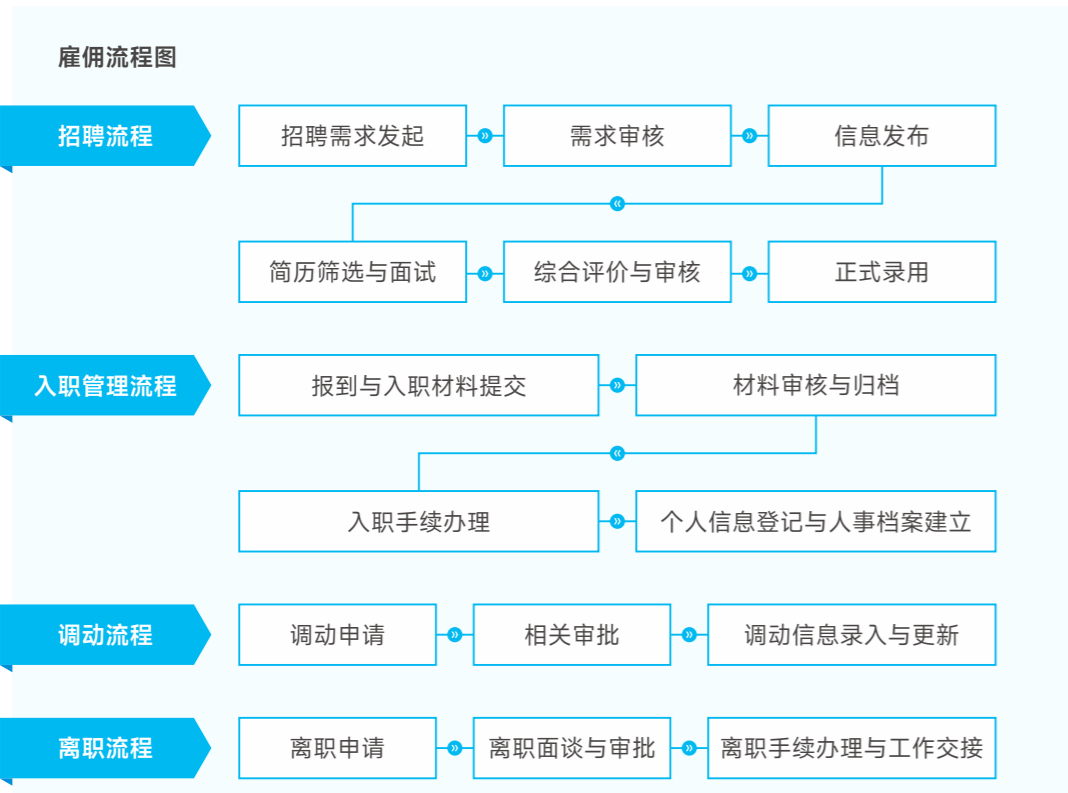 雇佣流程图
招聘流程
招聘需求发起
需求审核
信息发布
简历筛选与面试
综合评价与审核
正式录用
入职管理流程
报到与入职材料提交
材料审核与归档
入职手续办理
个人信息登记与人事档案建立
调动流程
调动申请
相关审批
调动信息录入与更新
离职流程
离职申请
离职面谈与审批
离职手续办理与工作交接